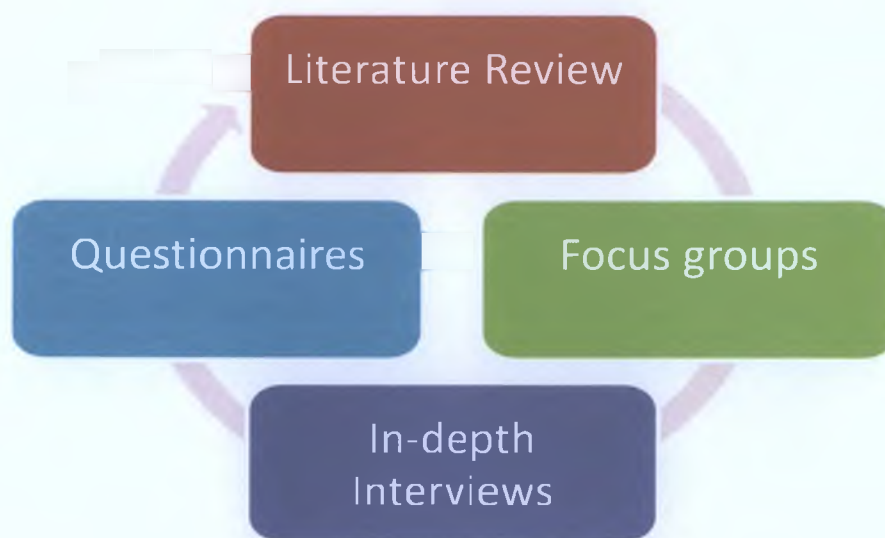 Literature Review
Questionnaires
Focus groups
In-depth
Interviews